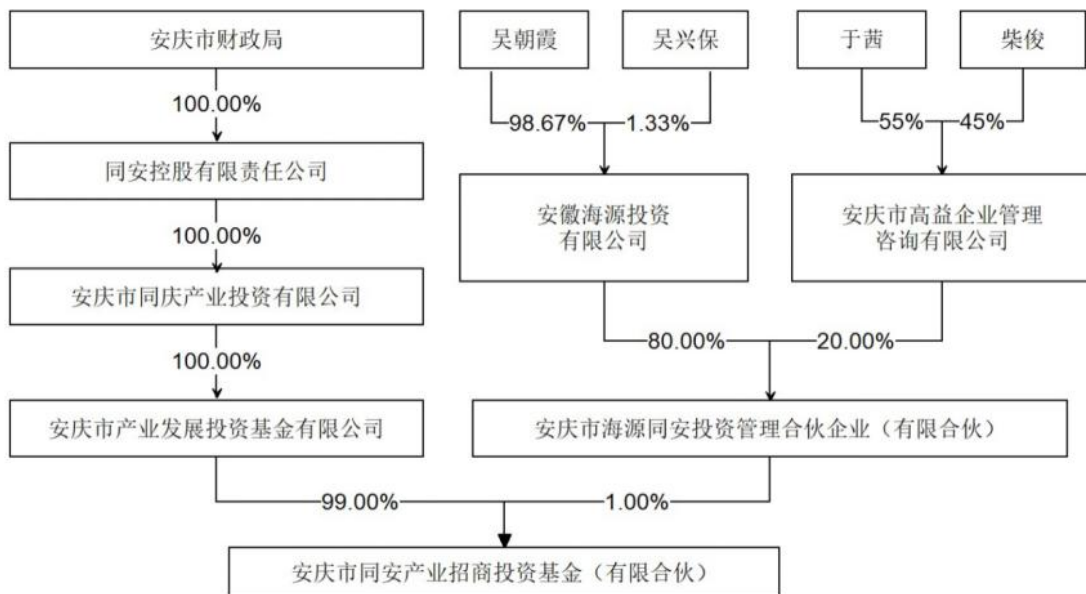 安庆市财政局
吴朝霞
吴兴保
于茜
柴俊
100.00%
98.67%
1.33%
55%
45%
同安控股有限责任公司
安徽海源投资
有限公司
安庆市高益企业管理
咨询有限公司
100.00%
安庆市同庆产业投资有限公司
100.00%
80.00%
20.00%
安庆市产业发展投资基金有限公司
安庆市海源同安投资管理合伙企业（有限合伙）
99.00%
1.00%
安庆市同安产业招商投资基金（有限合伙）